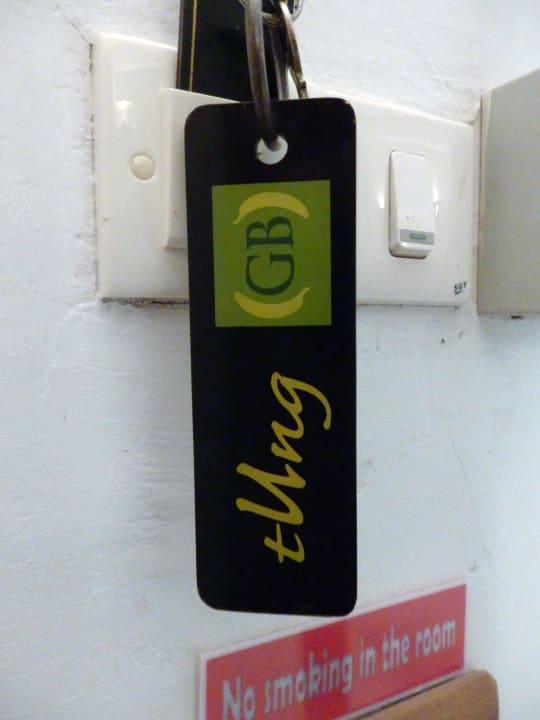 (GB)
tUng
No smoking in the room